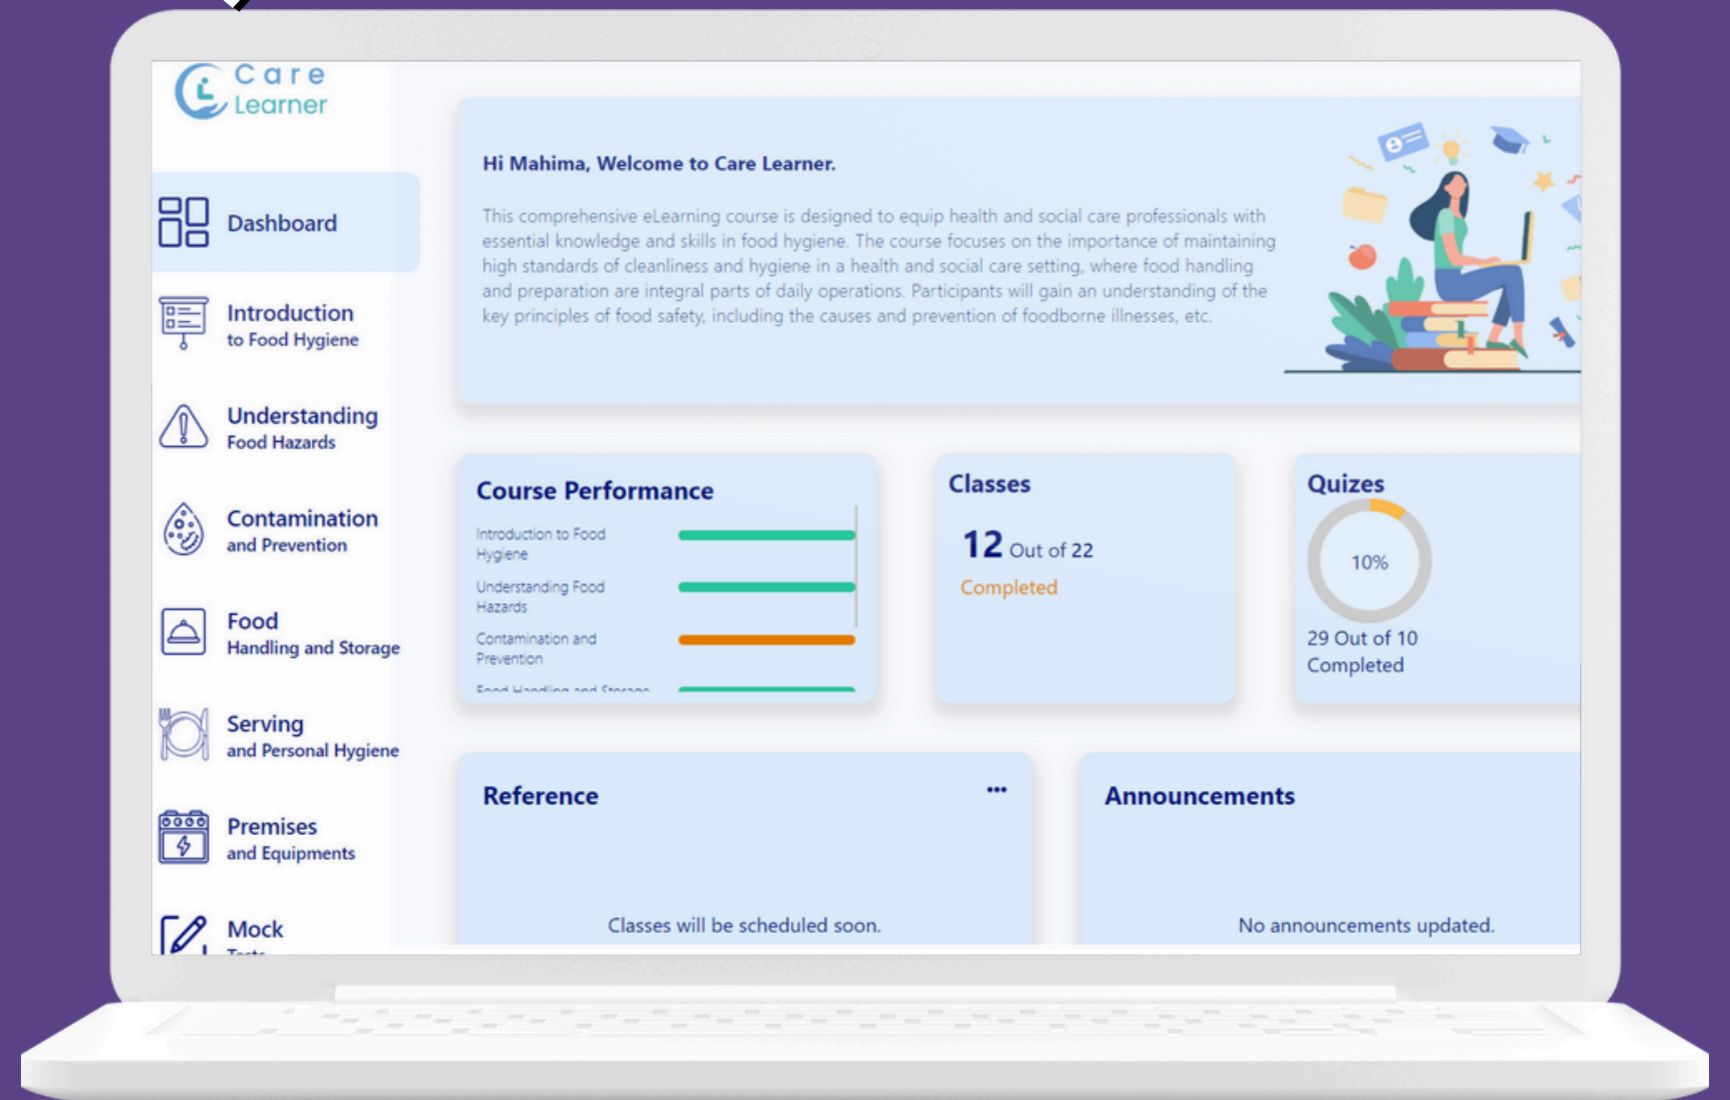 Care
Learner
Dashboard
Introduction
to Food Hygiene
Understanding
Food Hazards
Contamination
and Prevention
Food
Handling and Storage
Serving
and Personal Hygiene
Premises
and Equipments
Mock
Tests
Hi Mahima, Welcome to Care Learner.
This comprehensive eLearning course is designed to equip health and social care professionals with
essential knowledge and skills in food hygiene. The course focuses on the importance of maintaining
high standards of cleanliness and hygiene in a health and social care setting, where food handling
and preparation are integral parts of daily operations. Participants will gain an understanding of the
key principles of food safety, including the causes and prevention of foodborne illnesses, etc.
Course Performance
Introduction to Food
Hygiene
Understanding Food
Hazards
Contamination and
Prevention
Food Handling and Storage
Classes
12 Out of 22
Completed
Quizes
10%
29 Out of 10
Completed
Reference
Classes will be scheduled soon.
Announcements
No announcements updated.